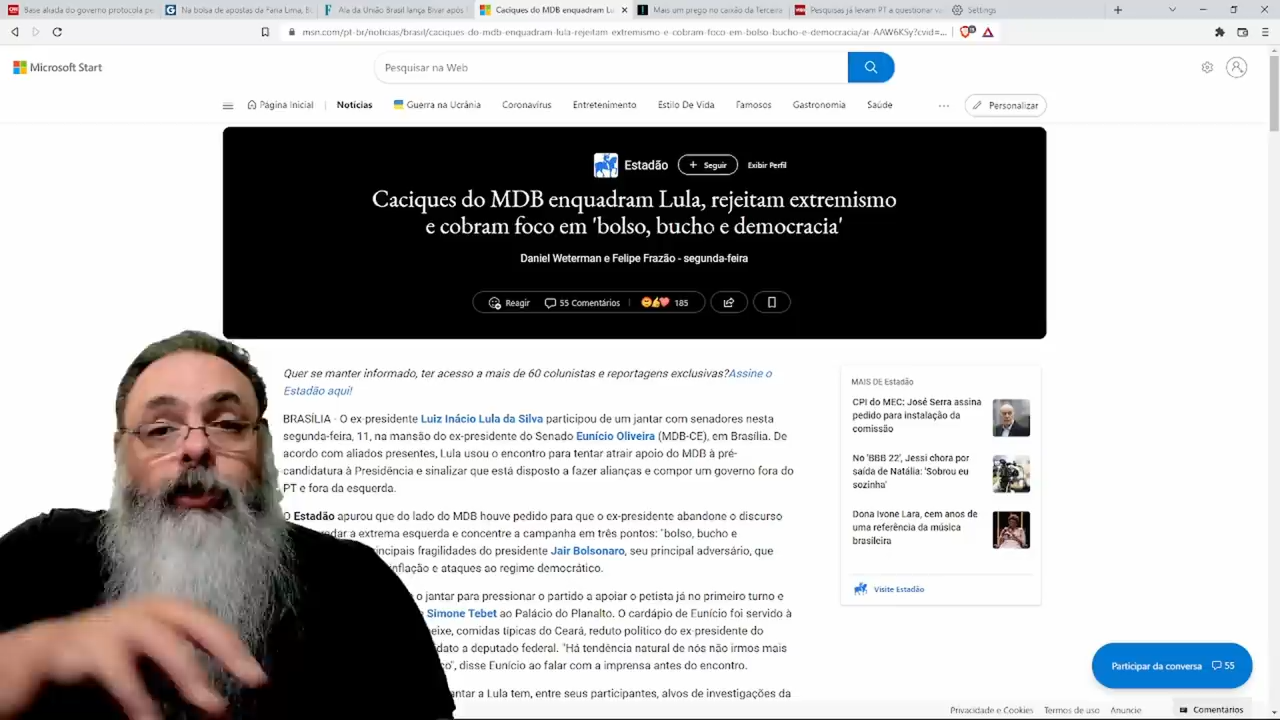 Base aliada do governo protocola pe
Na bolsa de apostas da Faria Lima, B
Ala da União Brasil lança Bivar após
Caciques do MDB enquadram Lu
Mais um prego no caixão da Terceira
Pesquisas já levam PT a questionar va
Settings
msn.com/pt-br/noticias/brasil/caciques-do-mdb-enquadram-lula-rejeitam-extremismo-e-cobram-foco-em-bolso-bucho-e-democracia/ar-AAW6KSy?cvid=...
Microsoft Start
Pesquisar na Web
Página Inicial
Notícias
Guerra na Ucrânia
Coronavírus
Entretenimento
Estilo De Vida
Famosos
Gastronomia
Saúde
...
Personalizar
Estadão
+ Seguir
Exibir Perfil
Caciques do MDB enquadram Lula, rejeitam extremismo
e cobram foco em 'bolso, bucho e democracia'
Daniel Weterman e Felipe Frazão - segunda-feira
Reagir
55 Comentários
185
Quer se manter informado, ter acesso a mais de 60 colunistas e reportagens exclusivas?Assine o
Estadão aqui!
BRASÍLIA - O ex-presidente Luiz Inácio Lula da Silva participou de um jantar com senadores nesta
segunda-feira, 11, na mansão do ex-presidente do Senado Eunício Oliveira (MDB-CE), em Brasília. De
acordo com aliados presentes, Lula usou o encontro para tentar atrair apoio do MDB à pré-
candidatura à Presidência e sinalizar que está disposto a fazer alianças e compor um governo fora do
PT e fora da esquerda.
O Estadão apurou que do lado do MDB houve pedido para que o ex-presidente abandone o discurso
a extrema esquerda e concentre a campanha em três pontos: "bolso, bucho e
fragilidades do presidente Jair Bolsonaro, seu principal adversário, que
inflação e ataques ao regime democrático.
o jantar para pressionar o partido a apoiar o petista já no primeiro turno e
Simone Tebet ao Palácio do Planalto. O cardápio de Eunício foi servido à
comidas típicas do Ceará, reduto político do ex-presidente do
a deputado federal. "Há tendência natural de nós não irmos mais
disse Eunício ao falar com a imprensa antes do encontro.
a Lula tem, entre seus participantes, alvos de investigações da
MAIS DE Estadão
CPI do MEC: José Serra assina
pedido para instalação da
comissão
No 'BBB 22', Jessi chora por
saída de Natália: 'Sobrou eu
sozinha'
Dona Ivone Lara, cem anos de
uma referência da música
brasileira
Visite Estadão
Participar da conversa
55
Privacidade e Cookies
Termos de uso
Anuncie
Comentários